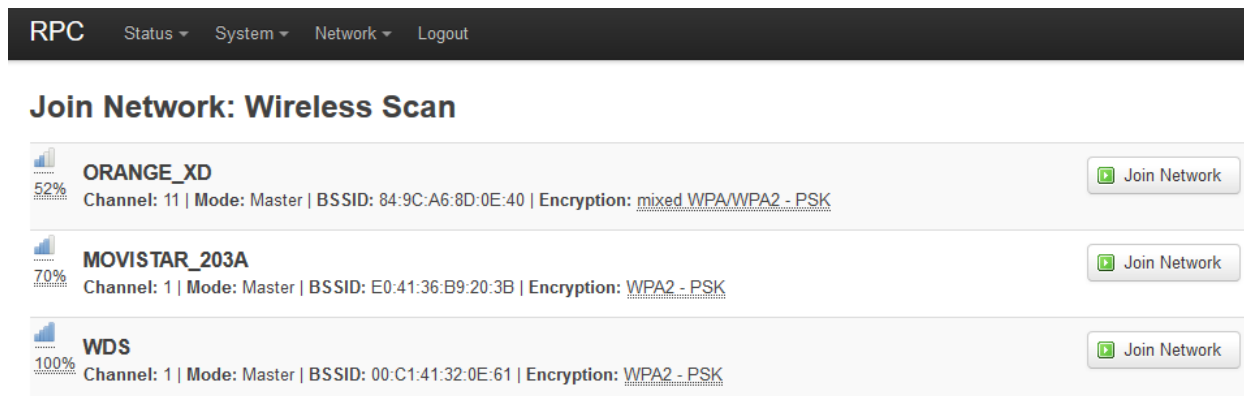 RPC Status System Network Logout
Join Network: Wireless Scan
52%
ORANGE_XD
Channel: 11 | Mode: Master | BSSID: 84:9C:A6:8D:0E:40 | Encryption: mixed WPA/WPA2 - PSK
Join Network
70%
MOVISTAR_203A
Channel: 1 | Mode: Master | BSSID: E0:41:36:B9:20:3B | Encryption: WPA2 - PSK
Join Network
100%
WDS
Channel: 1 | Mode: Master | BSSID: 00:C1:41:32:0E:61 | Encryption: WPA2 - PSK
Join Network